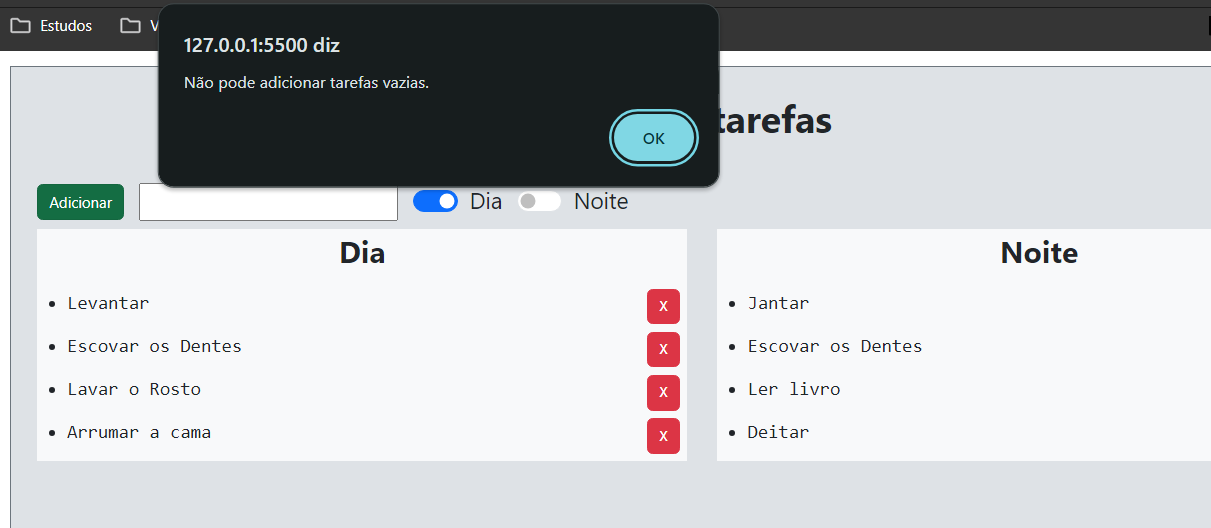 Estudos
127.0.0.1:5500 diz
Não pode adicionar tarefas vazias.
OK
tarefas
Adicionar
Dia Noite
Dia
Levantar X
Escovar os Dentes X
Lavar o Rosto X
Arrumar a cama X
Noite
Jantar
Escovar os Dentes
Ler livro
Deitar